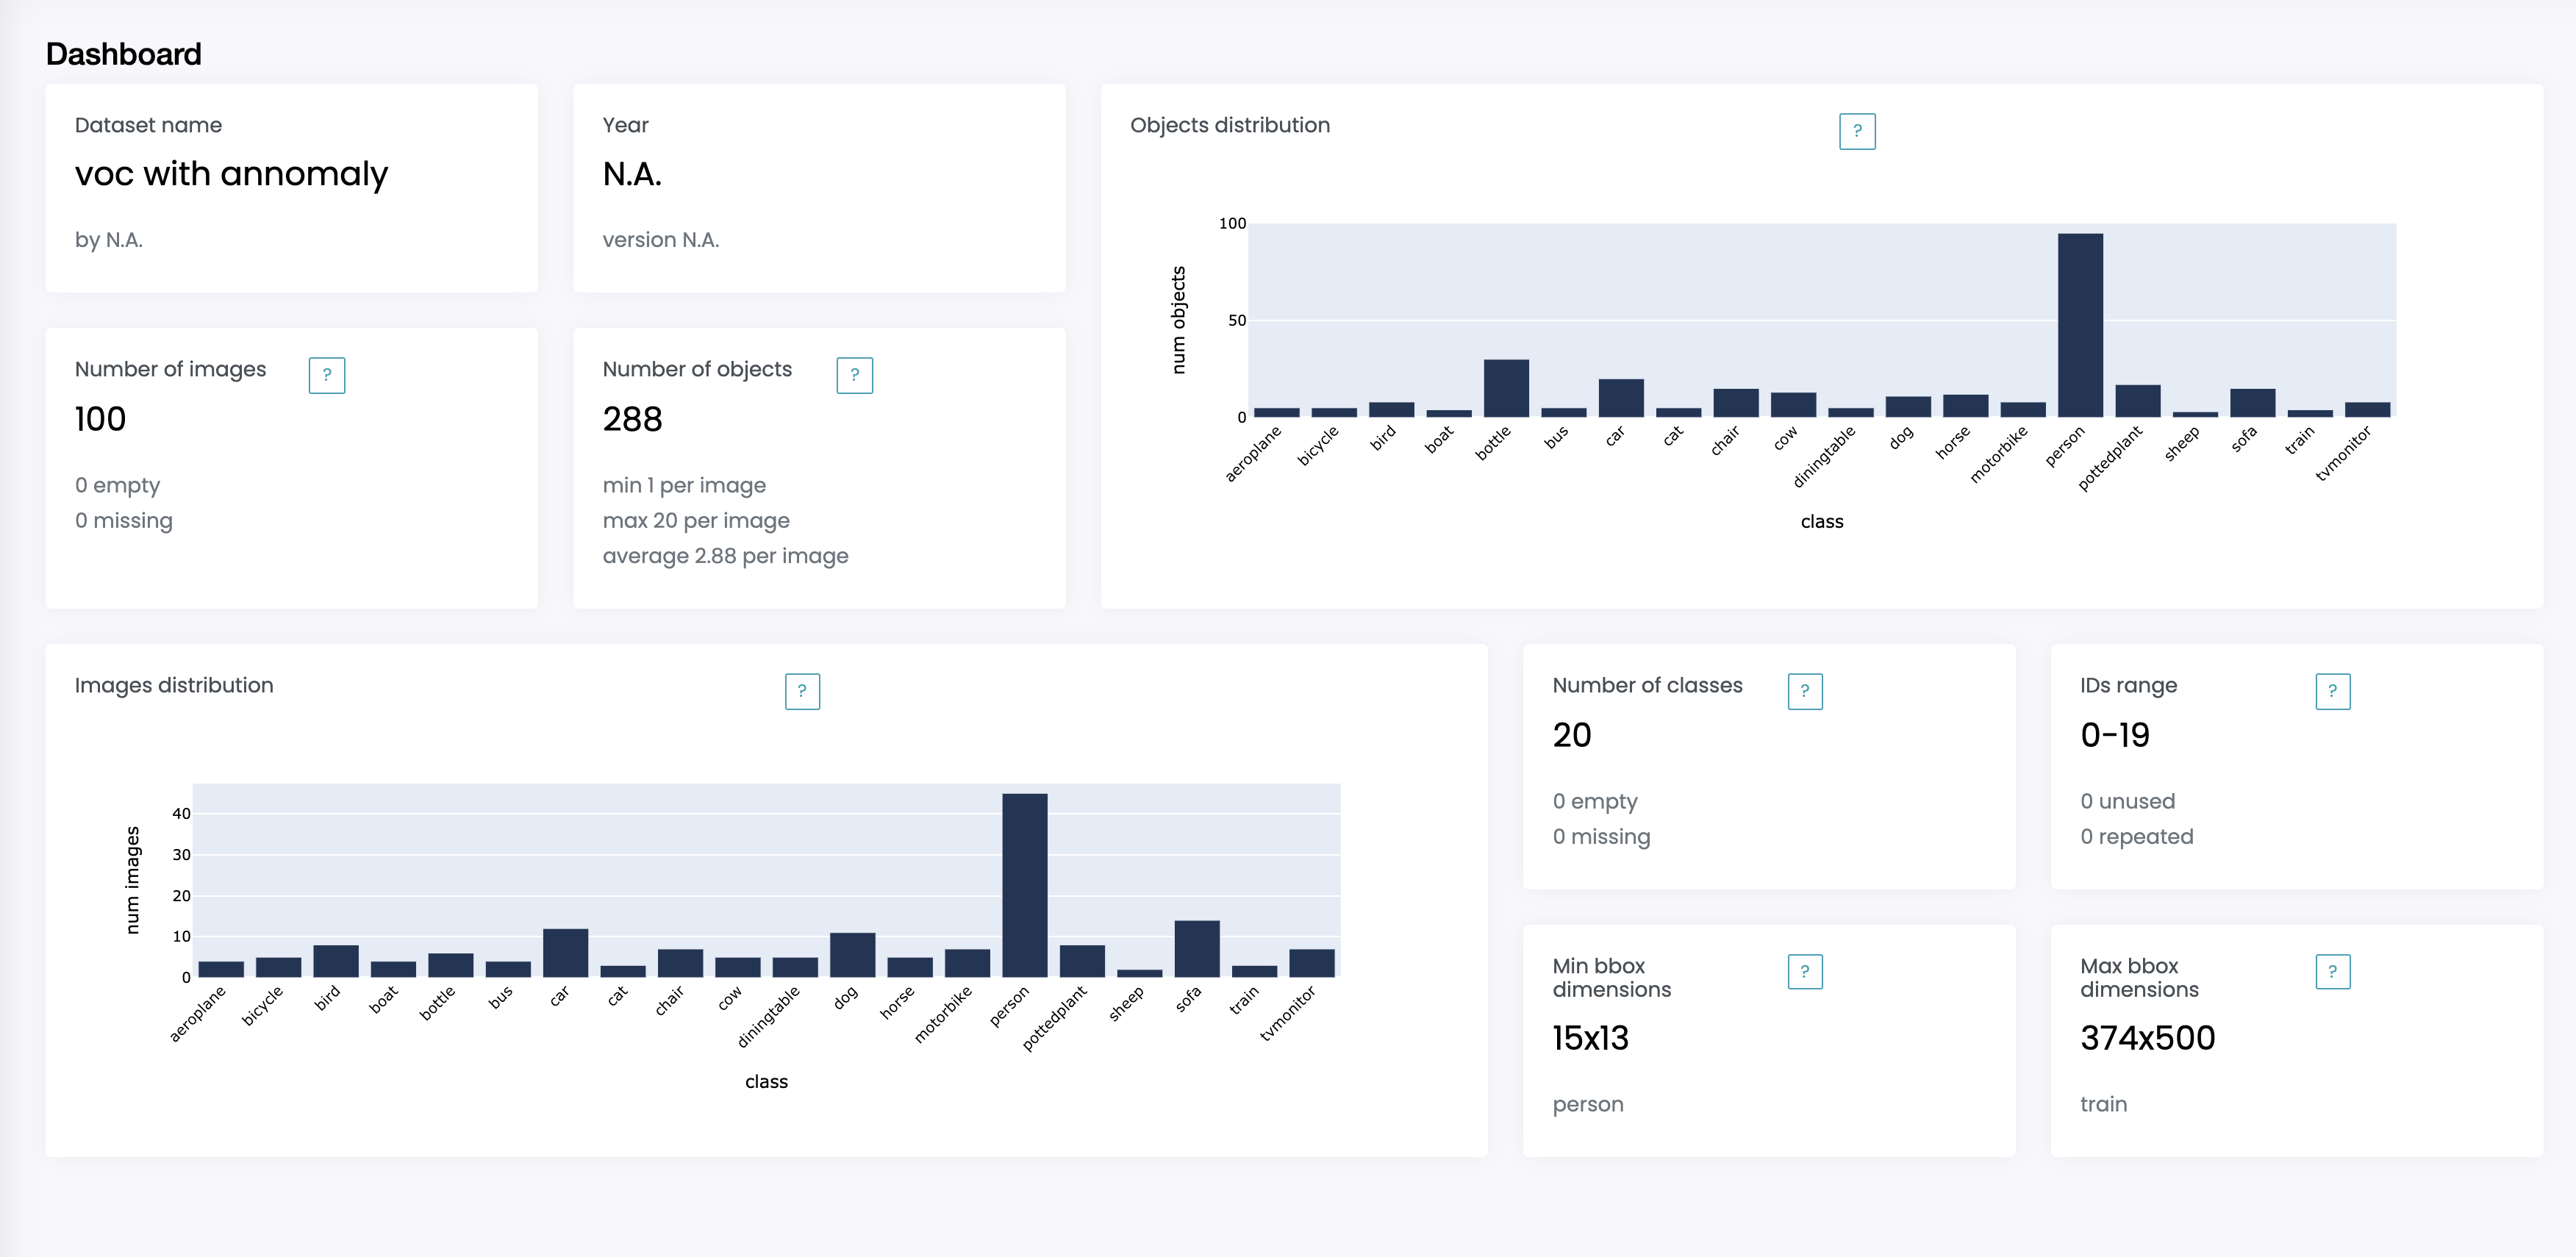 Dashboard
Dataset name
voc with annomaly
by N.A.
Year
N.A.
version N.A.
Objects distribution
?
100
50
0
num objects
aeroplane
bicycle
bird
boat
bottle
bus
car
cat
chair
cow
diningtable
dog
horse
motorbike
person
pottedplant
sheep
sofa
train
tvmonitor
class
Number of images
?
100
0 empty
0 missing
Number of objects
?
288
min 1 per image
max 20 per image
average 2.88 per image
Images distribution
?
40
30
20
10
0
num images
aeroplane
bicycle
bird
boat
bottle
bus
car
cat
chair
cow
diningtable
dog
horse
motorbike
person
pottedplant
sheep
sofa
train
tvmonitor
class
Number of classes
?
20
0 empty
0 missing
IDs range
?
0-19
0 unused
0 repeated
Min bbox
dimensions
?
15x13
person
Max bbox
dimensions
?
374x500
train